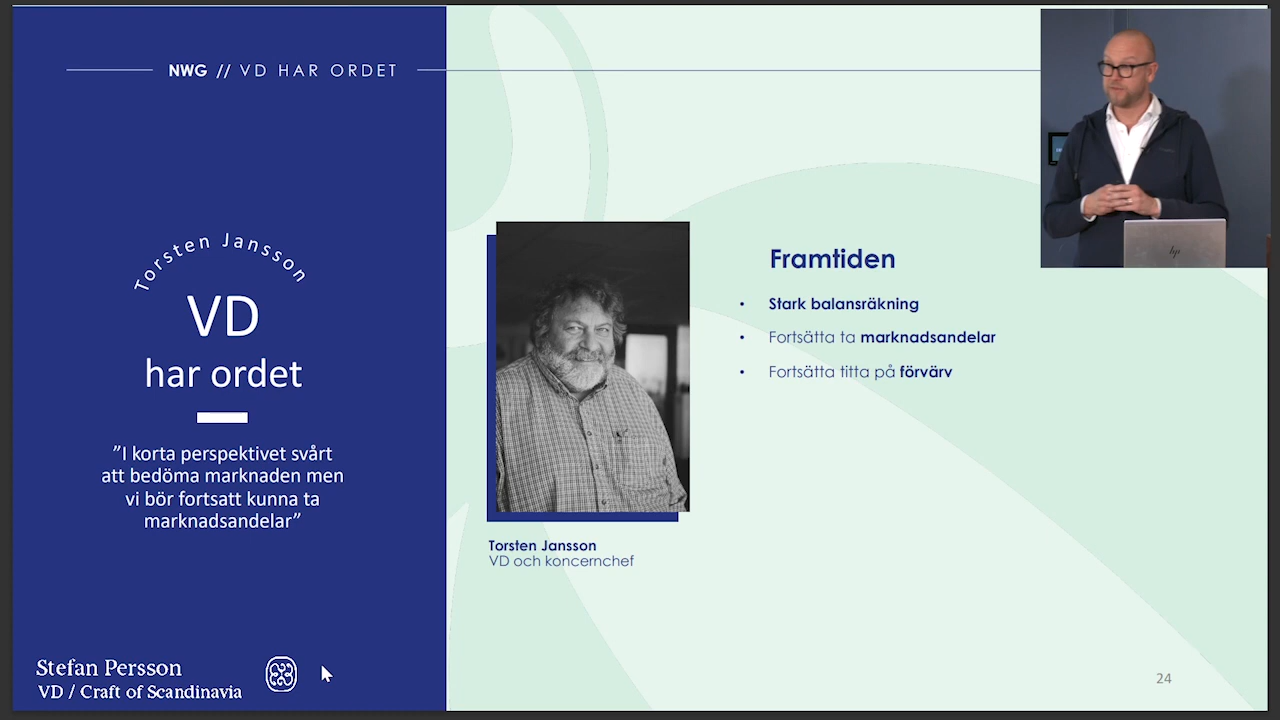 NWG // VD HAR ORDET
Torsten Jansson
VD
har ordet
”I korta perspektivet svårt
att bedöma marknaden men
vi bör fortsatt kunna ta
marknadsandelar”
Stefan Persson
VD / Craft of Scandinavia
Torsten Jansson
VD och koncernchef
Framtiden
• Stark balansräkning
• Fortsätta ta marknadsandelar
• Fortsätta titta på förvärv
hp
24